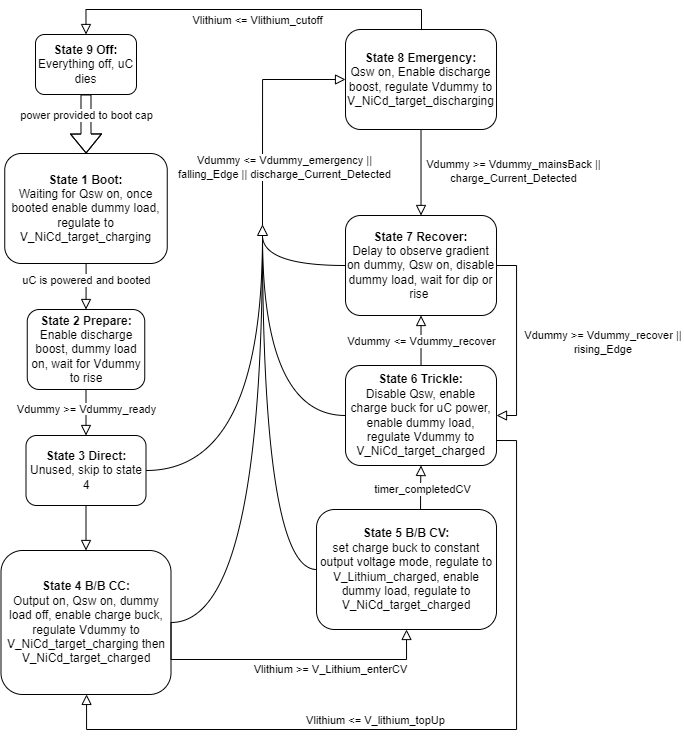 Vlithium <= Vlithium_cutoff
State 9 Off:
Everything off, uC
dies
power provided to boot cap
State 1 Boot:
Waiting for Qsw on, once
booted enable dummy load,
regulate to
V_NiCd_target_charging
uC is powered and booted
State 2 Prepare:
Enable discharge
boost, dummy load
on, wait for Vdummy
to rise
Vdummy >= Vdummy_ready
State 3 Direct:
Unused, skip to state
4
State 4 B/B CC:
Output on, Qsw on, dummy
load off, enable charge buck,
regulate Vdummy to
V_NiCd_target_charging then
V_NiCd_target_charged
Vlithium >= V_Lithium_enterCV
State 5 B/B CV:
set charge buck to constant
output voltage mode, regulate to
V_Lithium_charged, enable
dummy load, regulate to
V_NiCd_target_charged
timer_completedCV
State 6 Trickle:
Disable Qsw, enable
charge buck for uC power,
enable dummy load,
regulate Vdummy to
V_NiCd_target_charged
Vdummy <= Vdummy_recover
State 7 Recover:
Delay to observe gradient
on dummy, Qsw on, disable
dummy load, wait for dip or
rise
Vdummy >= Vdummy_recover ||
rising_Edge
Vdummy >= Vdummy_mainsBack ||
charge_Current_Detected
State 8 Emergency:
Qsw on, Enable discharge
boost, regulate Vdummy to
V_NiCd_target_discharging
Vdummy <= Vdummy_emergency ||
falling_Edge || discharge_Current_Detected
Vlithium <= V_lithium_topUp